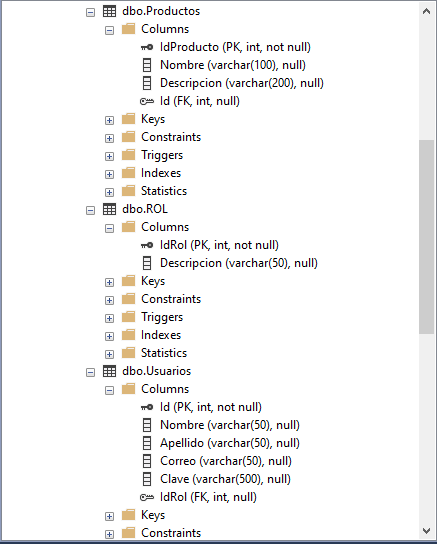 dbo.Productos
Columns
IdProducto (PK, int, not null)
Nombre (varchar(100), null)
Descripcion (varchar(200), null)
Id (FK, int, null)
Keys
Constraints
Triggers
Indexes
Statistics
dbo.ROL
Columns
IdRol (PK, int, not null)
Descripcion (varchar(50), null)
Keys
Constraints
Triggers
Indexes
Statistics
dbo.Usuarios
Columns
Id (PK, int, not null)
Nombre (varchar(50), null)
Apellido (varchar(50), null)
Correo (varchar(50), null)
Clave (varchar(500), null)
IdRol (FK, int, null)
Keys
Constraints